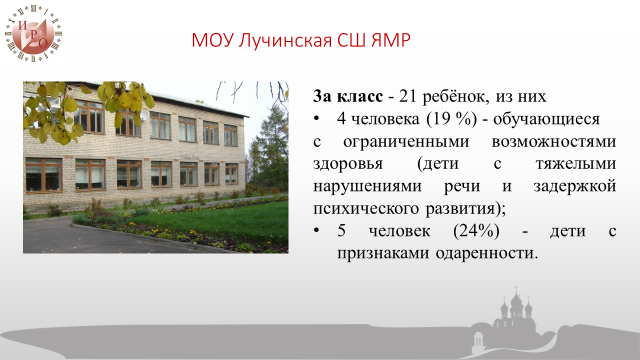 ИРО
МОУ Лучинская СШ ЯМР
3а класс - 21 ребёнок, из них
• 4 человека (19 %) - обучающиеся
с ограниченными возможностями
здоровья (дети с тяжелыми
нарушениями речи и задержкой
психического развития);
• 5 человек (24%) - дети с
признаками одаренности.